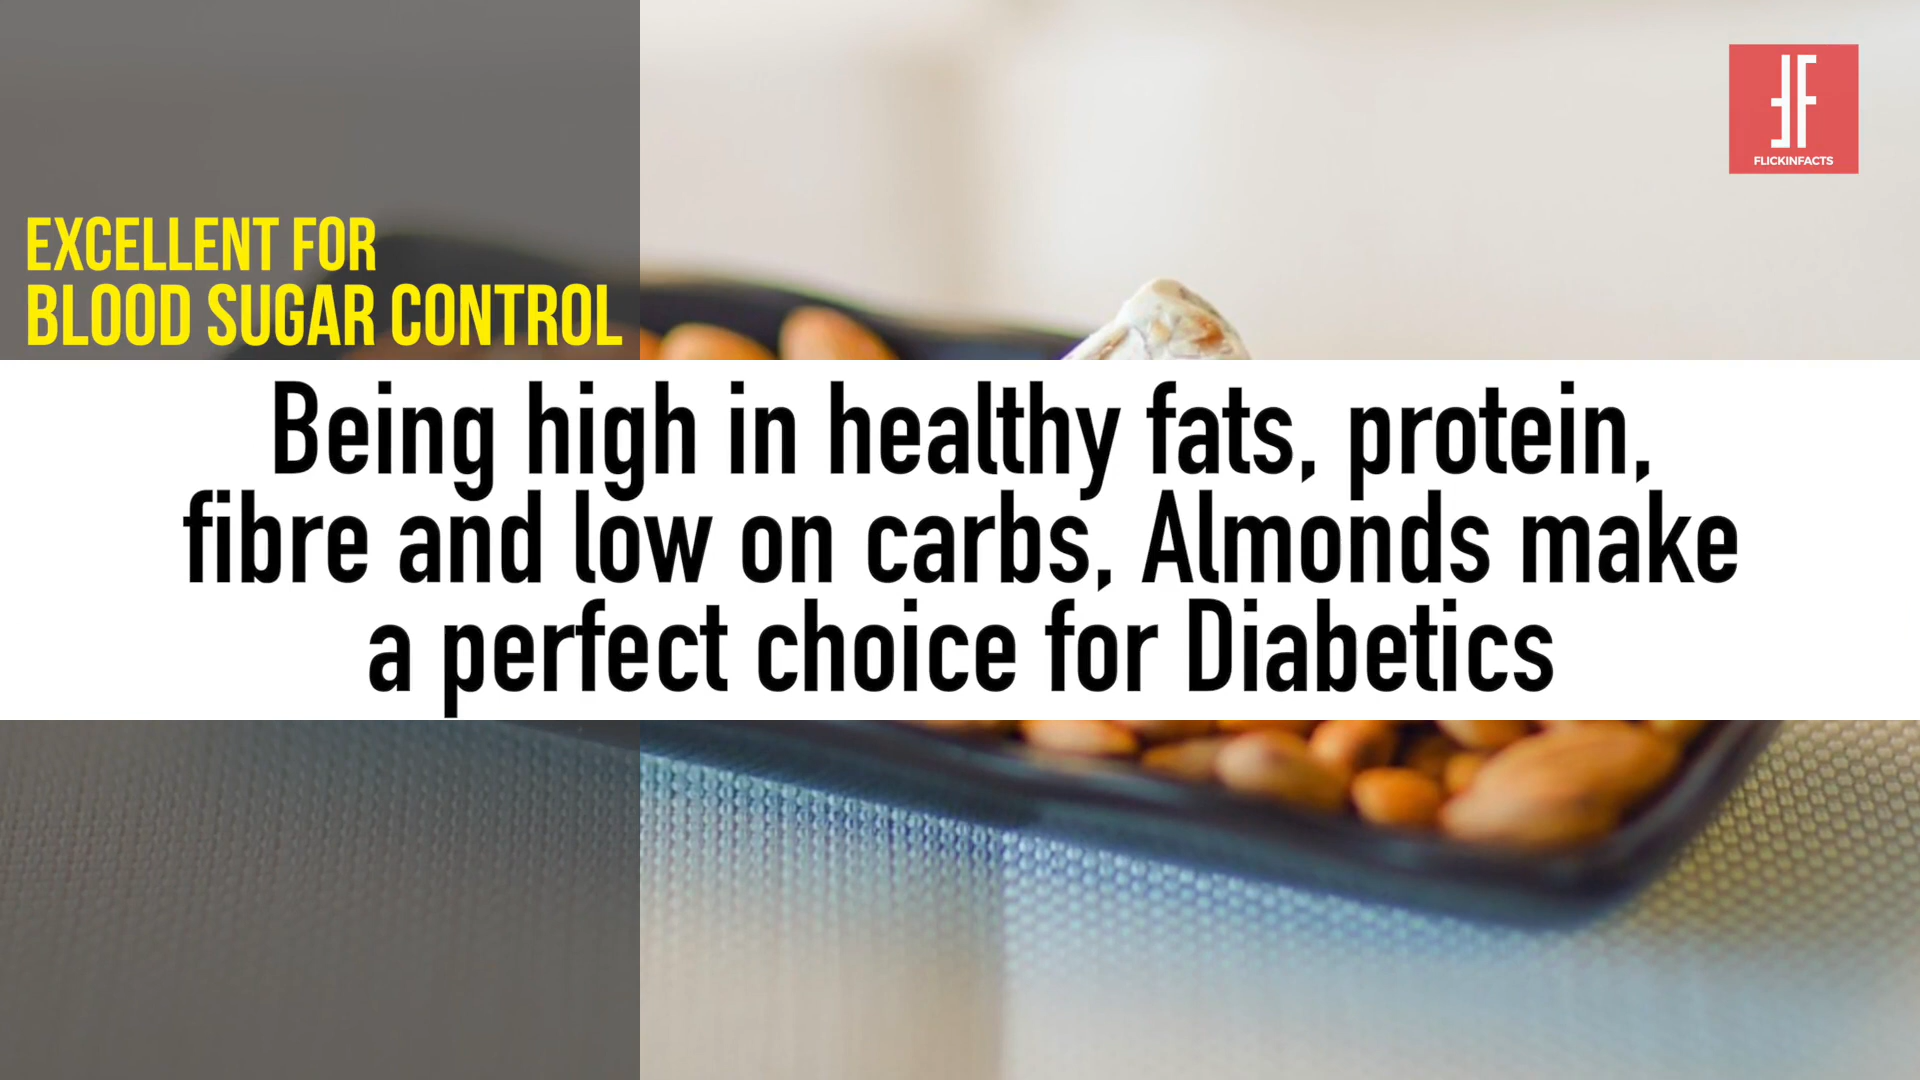 FLICKINFACTS
EXCELLENT FOR
BLOOD SUGAR CONTROL
Being high in healthy fats, protein,
fibre and low on carbs, Almonds make
a perfect choice for Diabetics